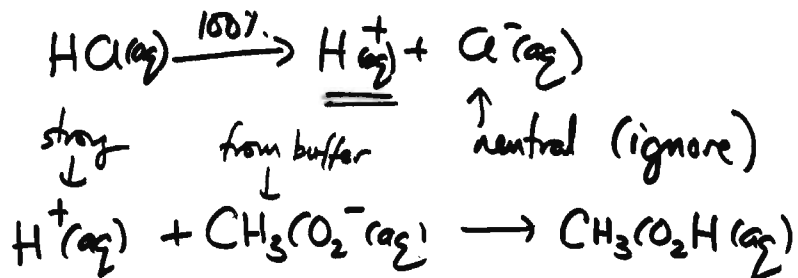 HCl(aq) 100% → H⁺(aq) + Cl⁻(aq)
strong ↓ from buffer ↓ ↑ neutral (ignore)
H⁺(aq) + CH₃CO₂⁻(aq) → CH₃CO₂H(aq)